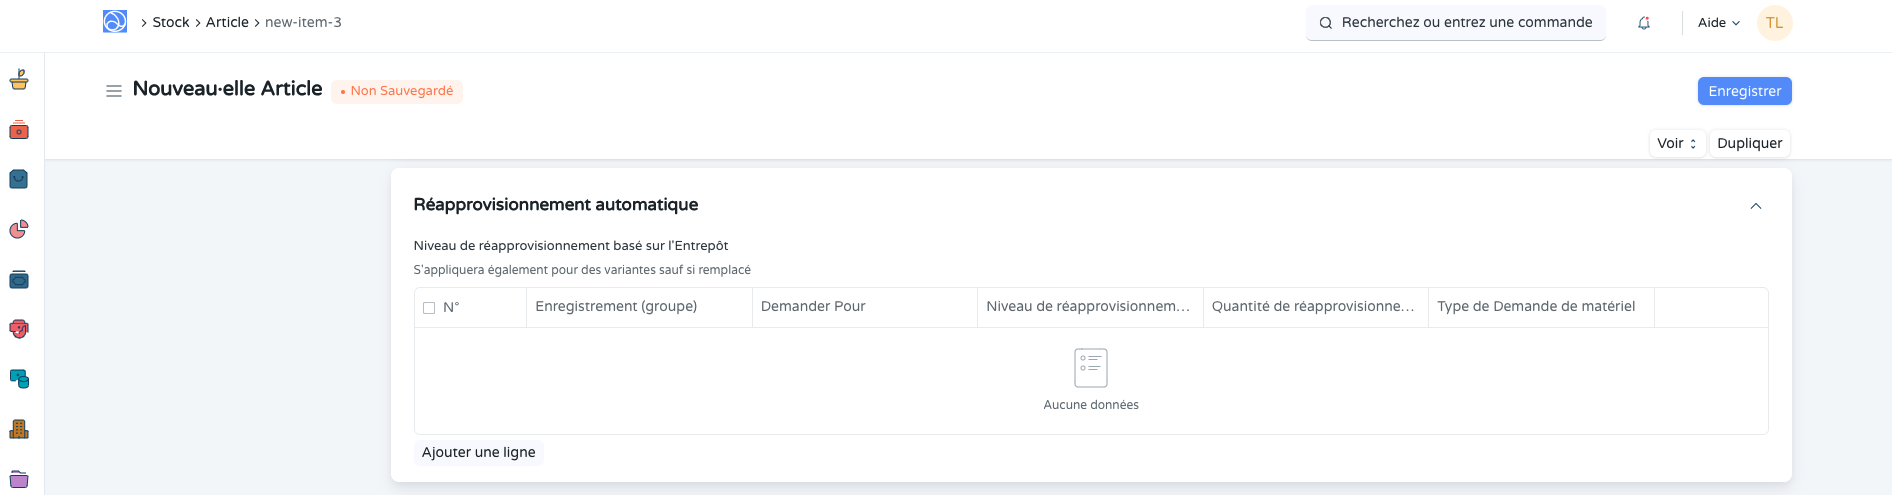 Stock Article new-item-3
Recherchez ou entrez une commande
Aide
TL
Nouveau·elle Article
Non Sauvegardé
Enregistrer
Voir
Dupliquer
Réapprovisionnement automatique
Niveau de réapprovisionnement basé sur l'Entrepôt
S'appliquera également pour des variantes sauf si remplacé
N° Enregistrement (groupe) Demander Pour Niveau de réapprovisionnem... Quantité de réapprovisionne... Type de Demande de matériel
Aucune données
Ajouter une ligne